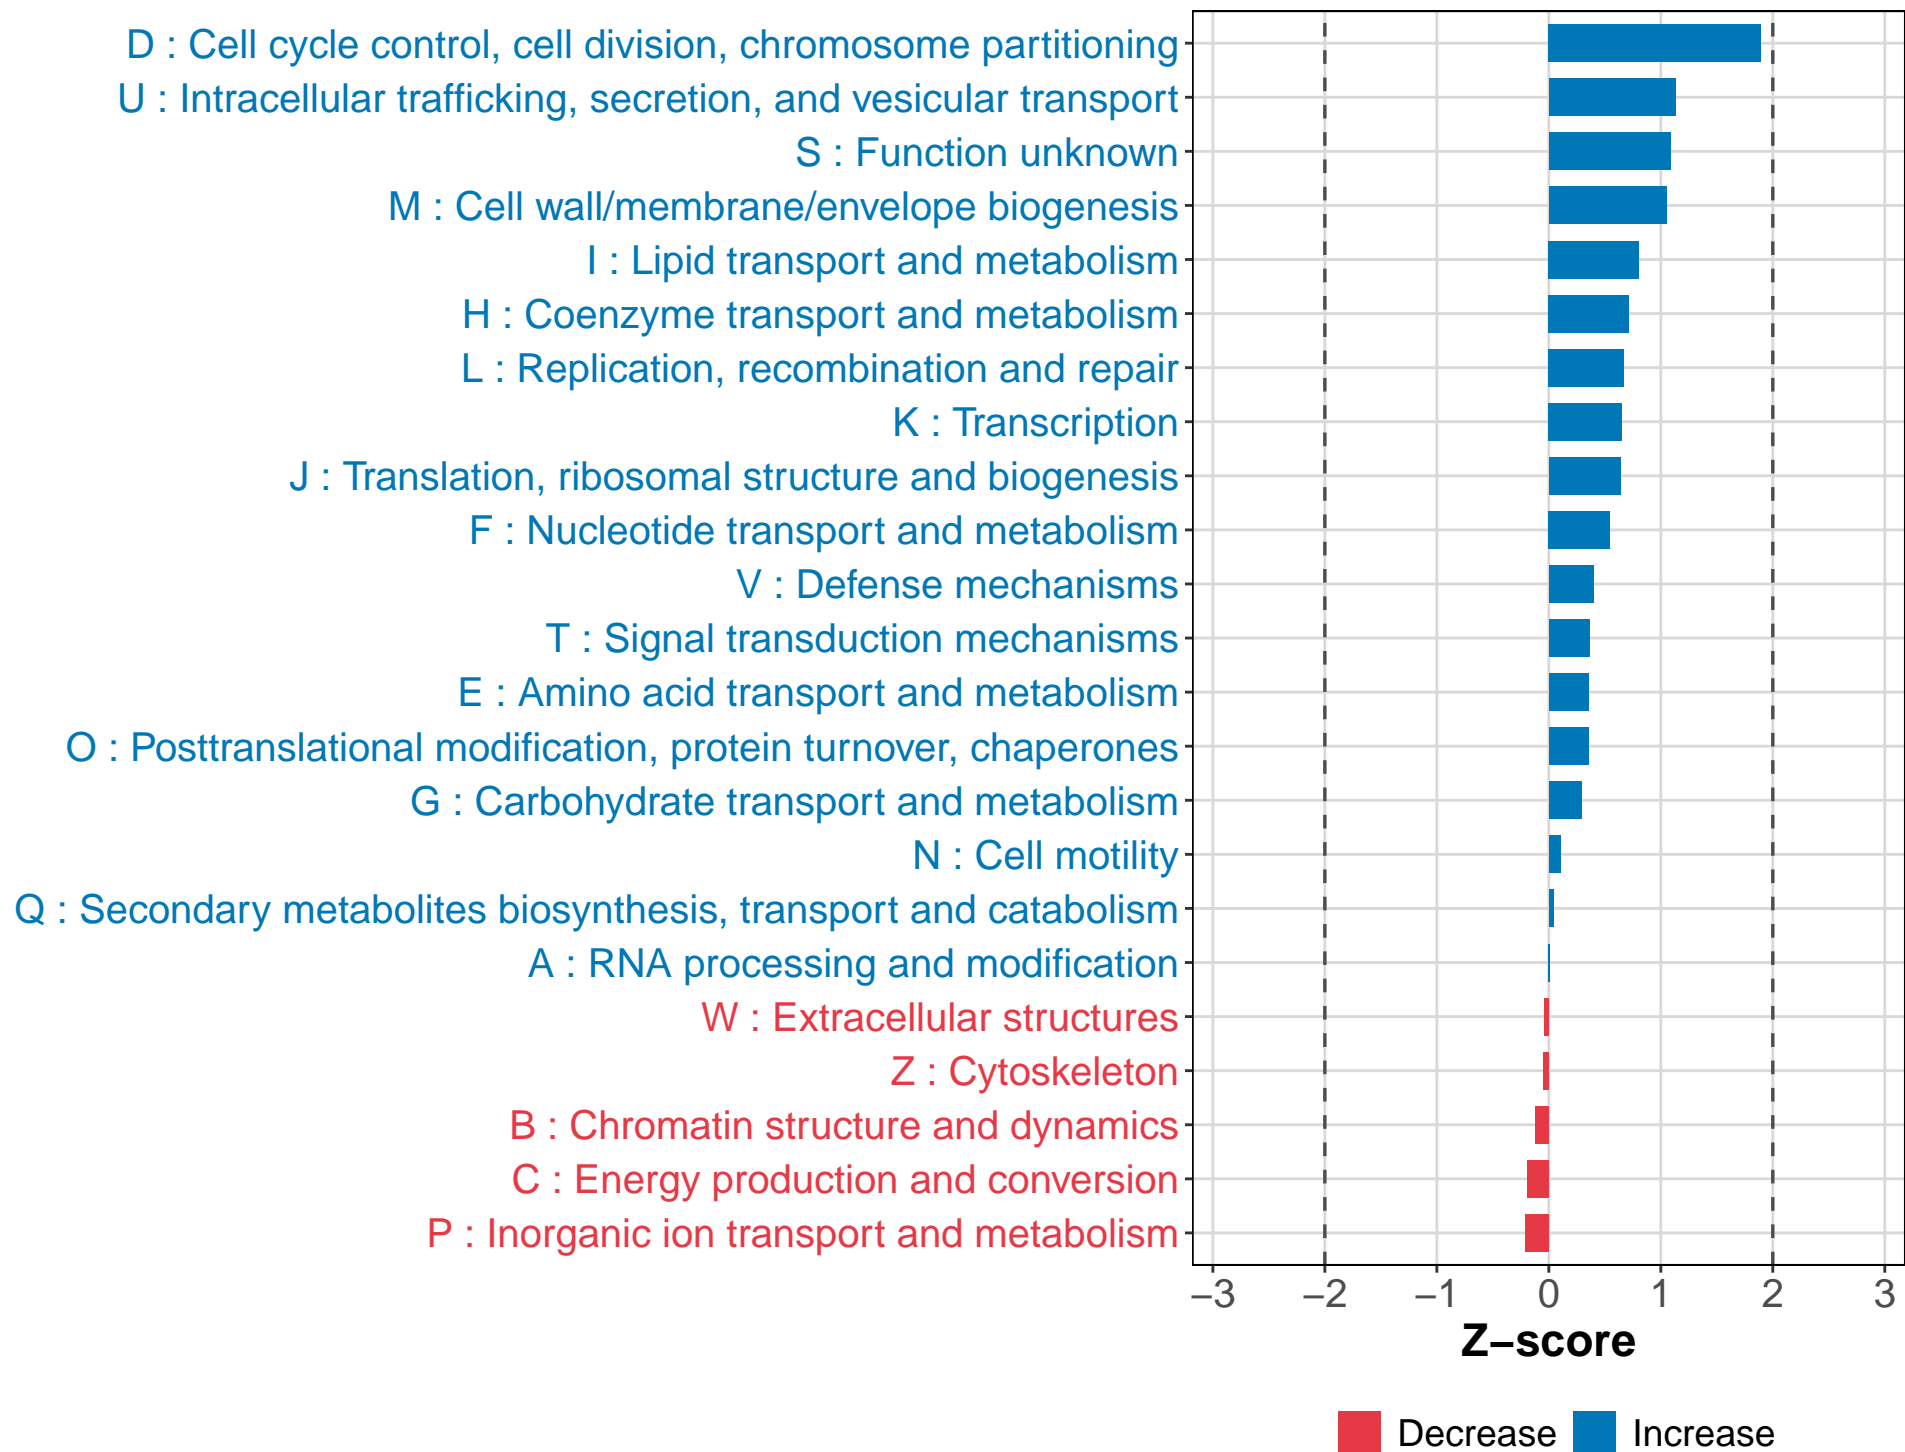 D : Cell cycle control, cell division, chromosome partitioning
U : Intracellular trafficking, secretion, and vesicular transport
S : Function unknown
M : Cell wall/membrane/envelope biogenesis
I : Lipid transport and metabolism
H : Coenzyme transport and metabolism
L : Replication, recombination and repair
K : Transcription
J : Translation, ribosomal structure and biogenesis
F : Nucleotide transport and metabolism
V : Defense mechanisms
T : Signal transduction mechanisms
E : Amino acid transport and metabolism
O : Posttranslational modification, protein turnover, chaperones
G : Carbohydrate transport and metabolism
N : Cell motility
Q : Secondary metabolites biosynthesis, transport and catabolism
A : RNA processing and modification
W : Extracellular structures
Z : Cytoskeleton
B : Chromatin structure and dynamics
C : Energy production and conversion
P : Inorganic ion transport and metabolism
−3 −2 −1 0 1 2 3
Z−score
Decrease Increase